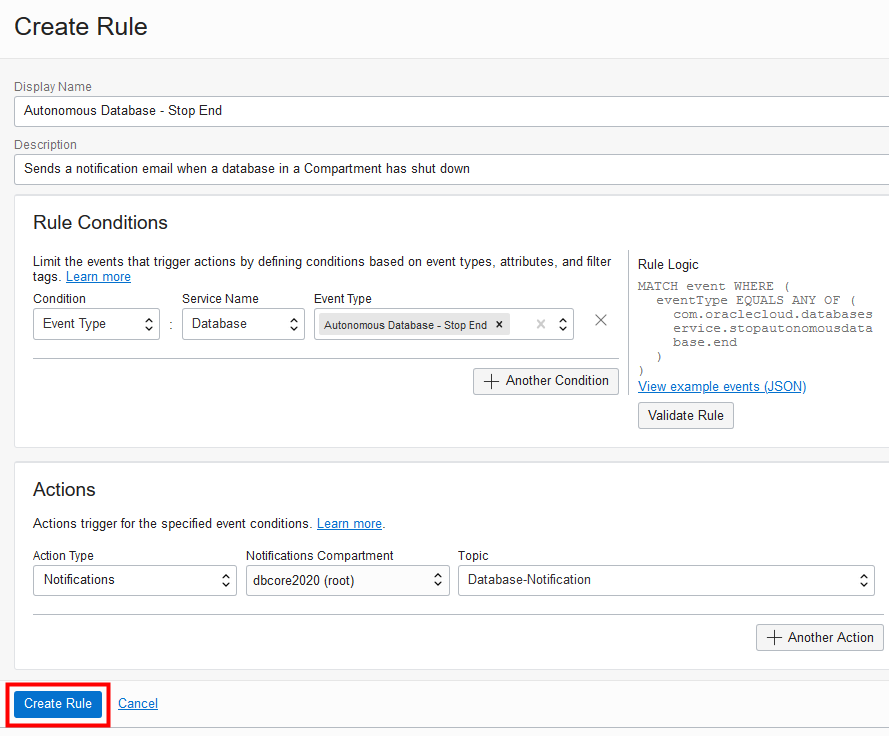 Create Rule
Display Name
Autonomous Database - Stop End
Description
Sends a notification email when a database in a Compartment has shut down
Rule Conditions
Limit the events that trigger actions by defining conditions based on event types, attributes, and filter
tags. Learn more
Condition
Service Name
Event Type
Event Type
:
Database
Autonomous Database - Stop End × ×
×
+ Another Condition
Rule Logic
MATCH event WHERE (
eventType EQUALS ANY OF (
com.oraclecloud.databases
ervice.stopautonomousdata
base.end
)
)
View example events (JSON)
Validate Rule
Actions
Actions trigger for the specified event conditions. Learn more.
Action Type
Notifications Compartment
Topic
Notifications
dbcore2020 (root)
Database-Notification
+ Another Action
Create Rule
Cancel